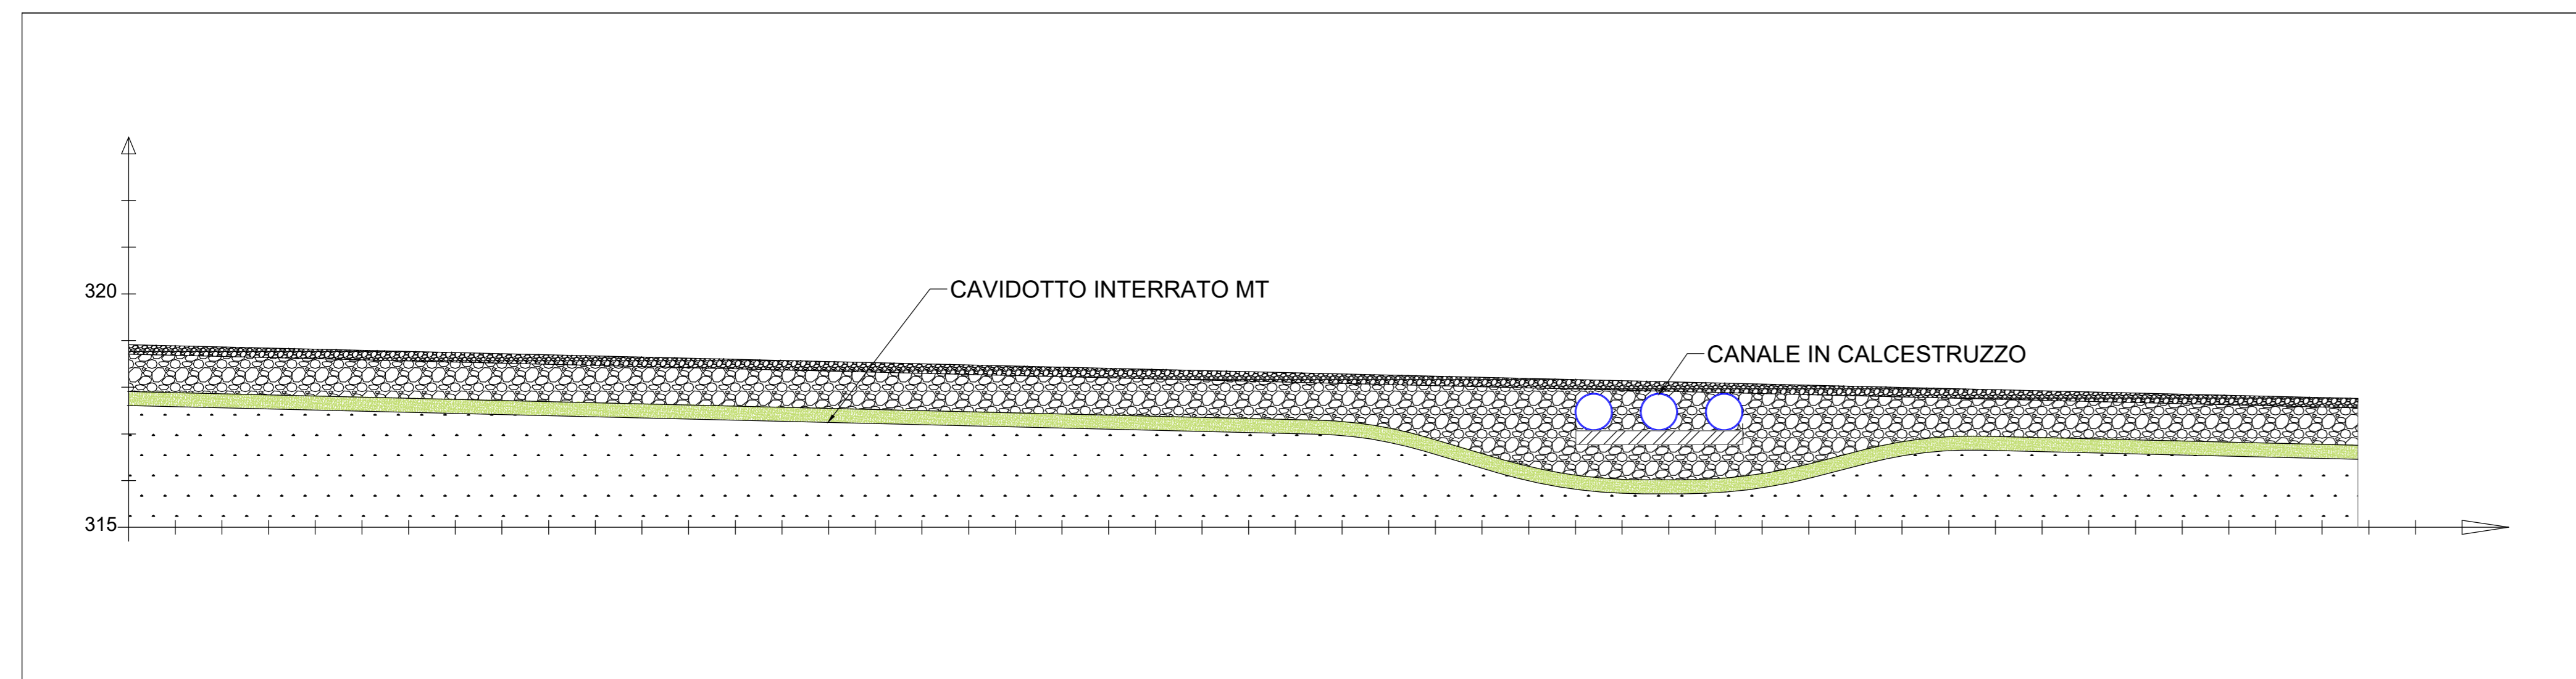 320
CAVIDOTTO INTERRATO MT
CANALE IN CALCESTRUZZO
315